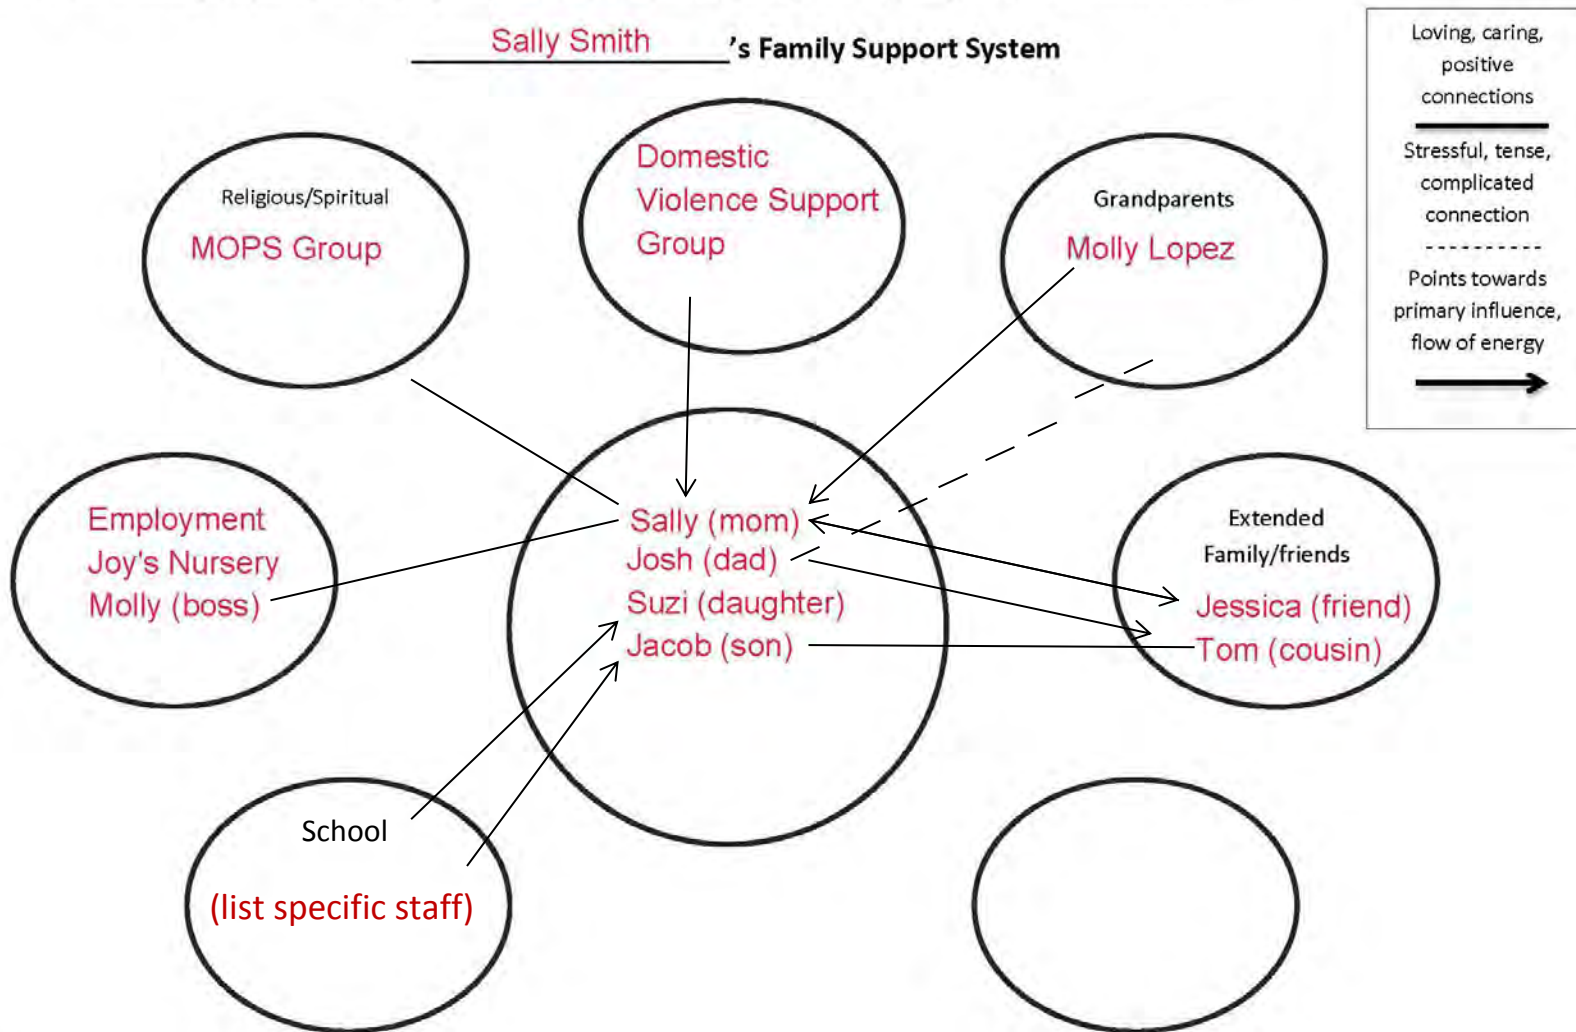 Sally Smith 's Family Support System
Loving, caring,
positive
connections
Stressful, tense,
complicated
connection
Points towards
primary influence,
flow of energy
Religious/Spiritual
MOPS Group
Domestic
Violence Support
Group
Grandparents
Molly Lopez
Employment
Joy's Nursery
Molly (boss)
Sally (mom)
Josh (dad)
Suzi (daughter)
Jacob (son)
Extended
Family/friends
Jessica (friend)
Tom (cousin)
School
(list specific staff)